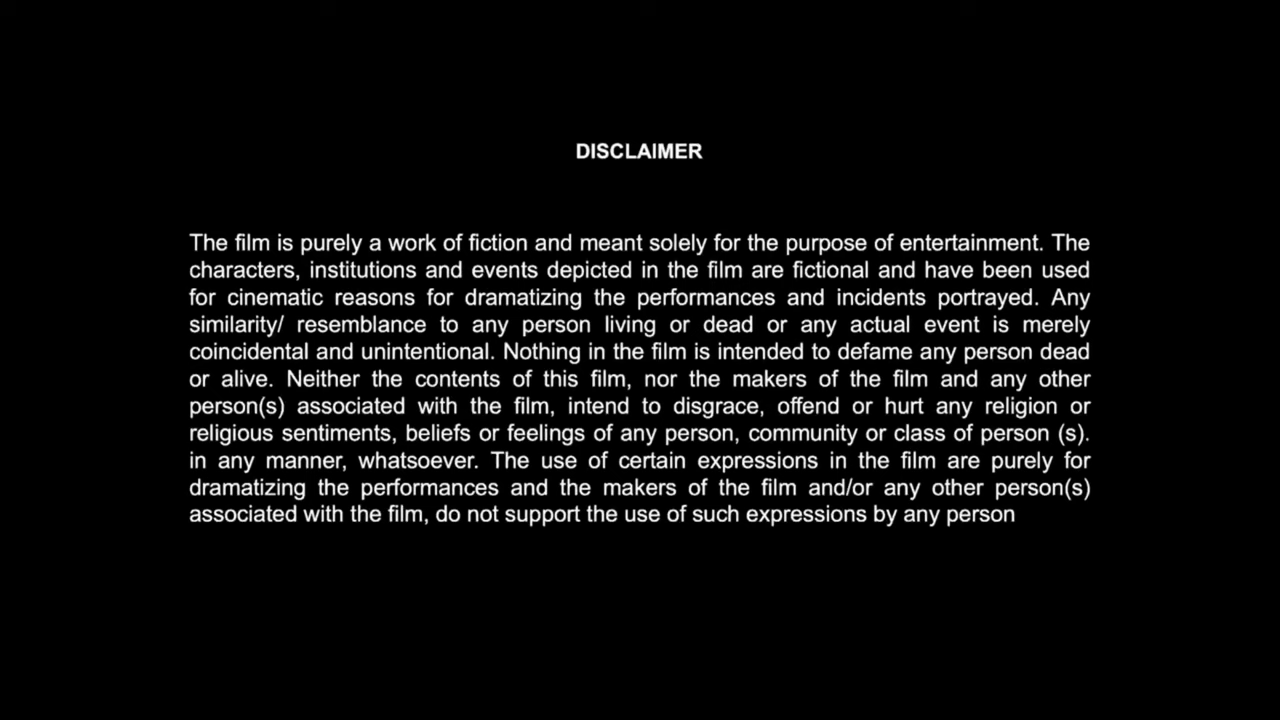 DISCLAIMER
The film is purely a work of fiction and meant solely for the purpose of entertainment. The
characters, institutions and events depicted in the film are fictional and have been used
for cinematic reasons for dramatizing the performances and incidents portrayed. Any
similarity/ resemblance to any person living or dead or any actual event is merely
coincidental and unintentional. Nothing in the film is intended to defame any person dead
or alive. Neither the contents of this film, nor the makers of the film and any other
person(s) associated with the film, intend to disgrace, offend or hurt any religion or
religious sentiments, beliefs or feelings of any person, community or class of person (s).
in any manner, whatsoever. The use of certain expressions in the film are purely for
dramatizing the performances and the makers of the film and/or any other person(s)
associated with the film, do not support the use of such expressions by any person